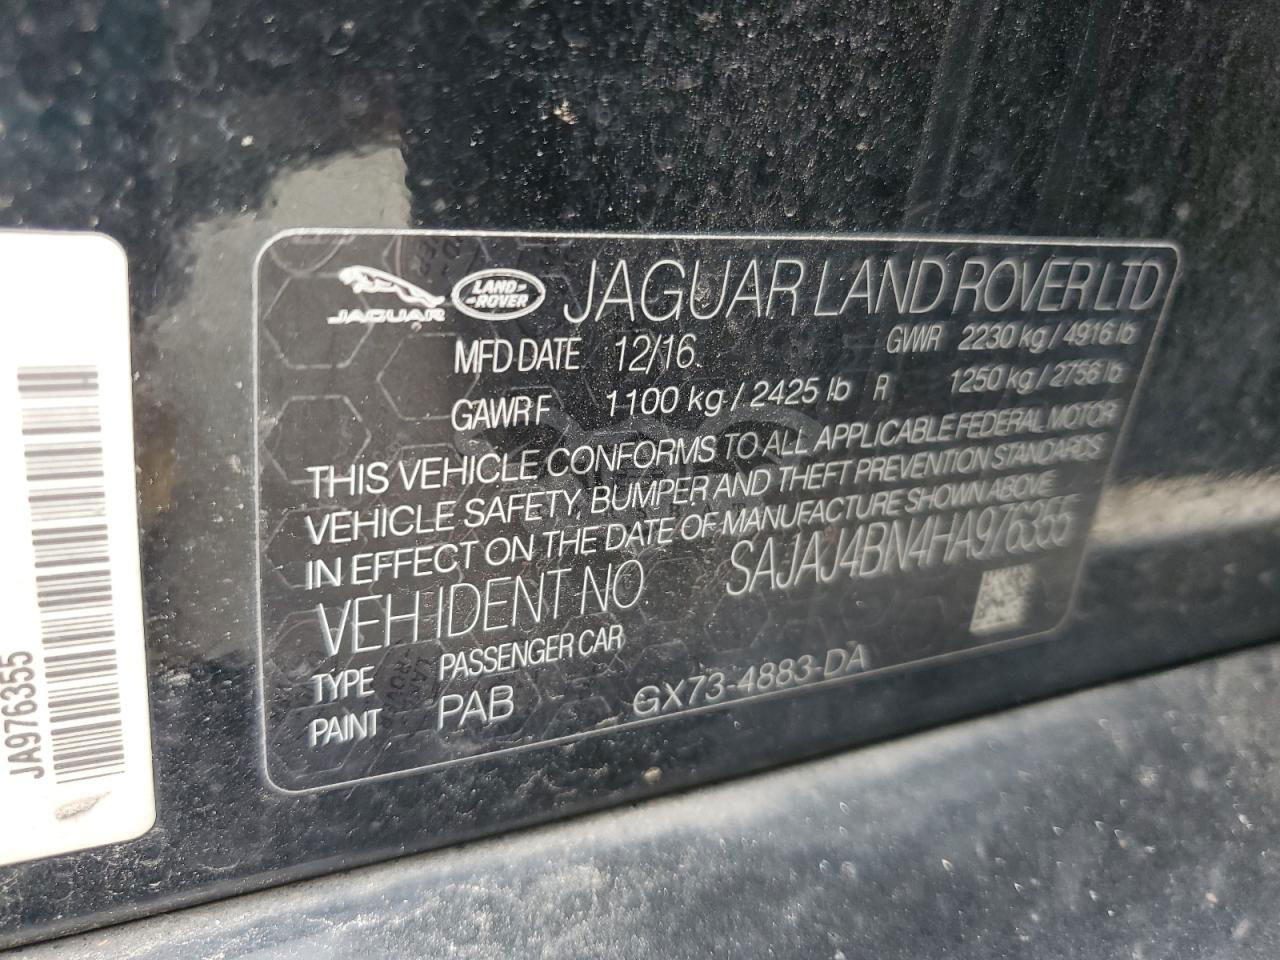 JAGUAR LAND-ROVER JAGUAR LAND ROVER LTD
MFD DATE 12/16 GVWR 2230 kg / 4916 lb
GAWR F 1100 kg / 2425 lb R 1250 kg / 2756 lb
THIS VEHICLE CONFORMS TO ALL APPLICABLE FEDERAL MOTOR
VEHICLE SAFETY, BUMPER AND THEFT PREVENTION STANDARDS
IN EFFECT ON THE DATE OF MANUFACTURE SHOWN ABOVE
VEH IDENT NO SAJAJ4BN4HA976355
TYPE PASSENGER CAR
PAINT PAB GX73-4883-DA
JA976355